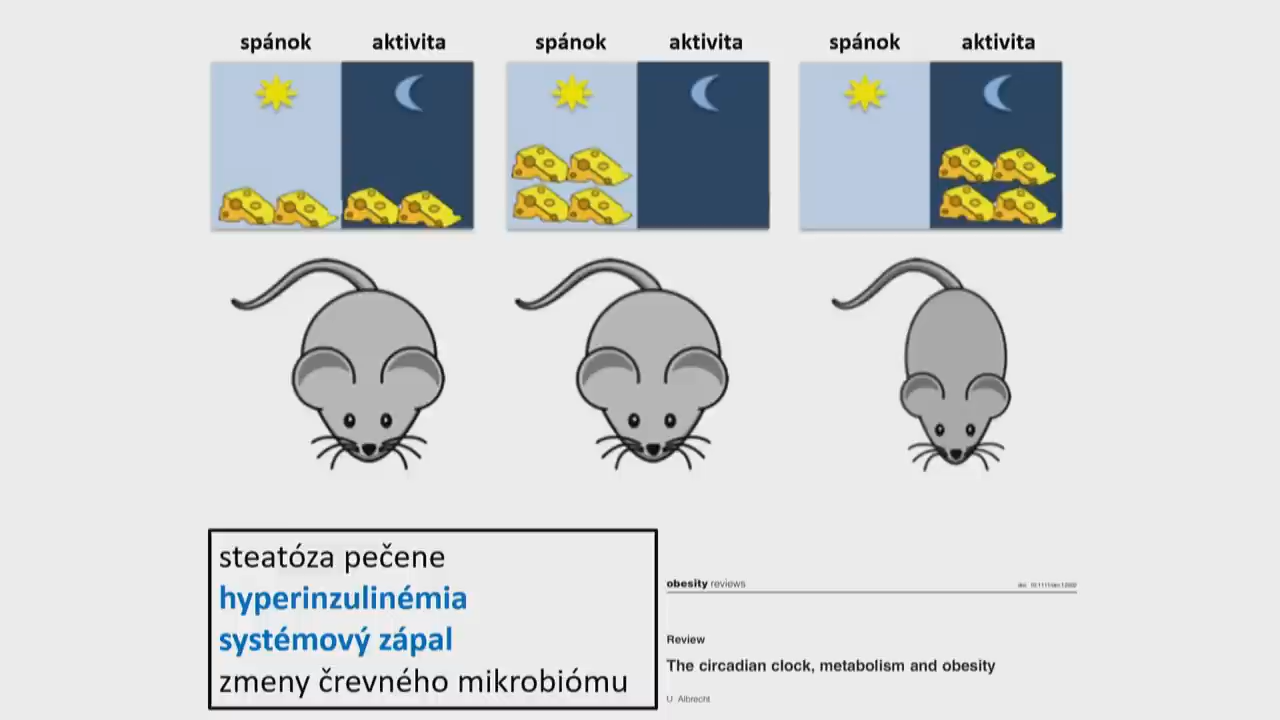 spánok aktivita spánok aktivita spánok aktivita
steatóza pečene
hyperinzulinémia
systémový zápal
zmeny črevného mikrobiómu
obesity reviews
Review
The circadian clock, metabolism and obesity
U Albrecht